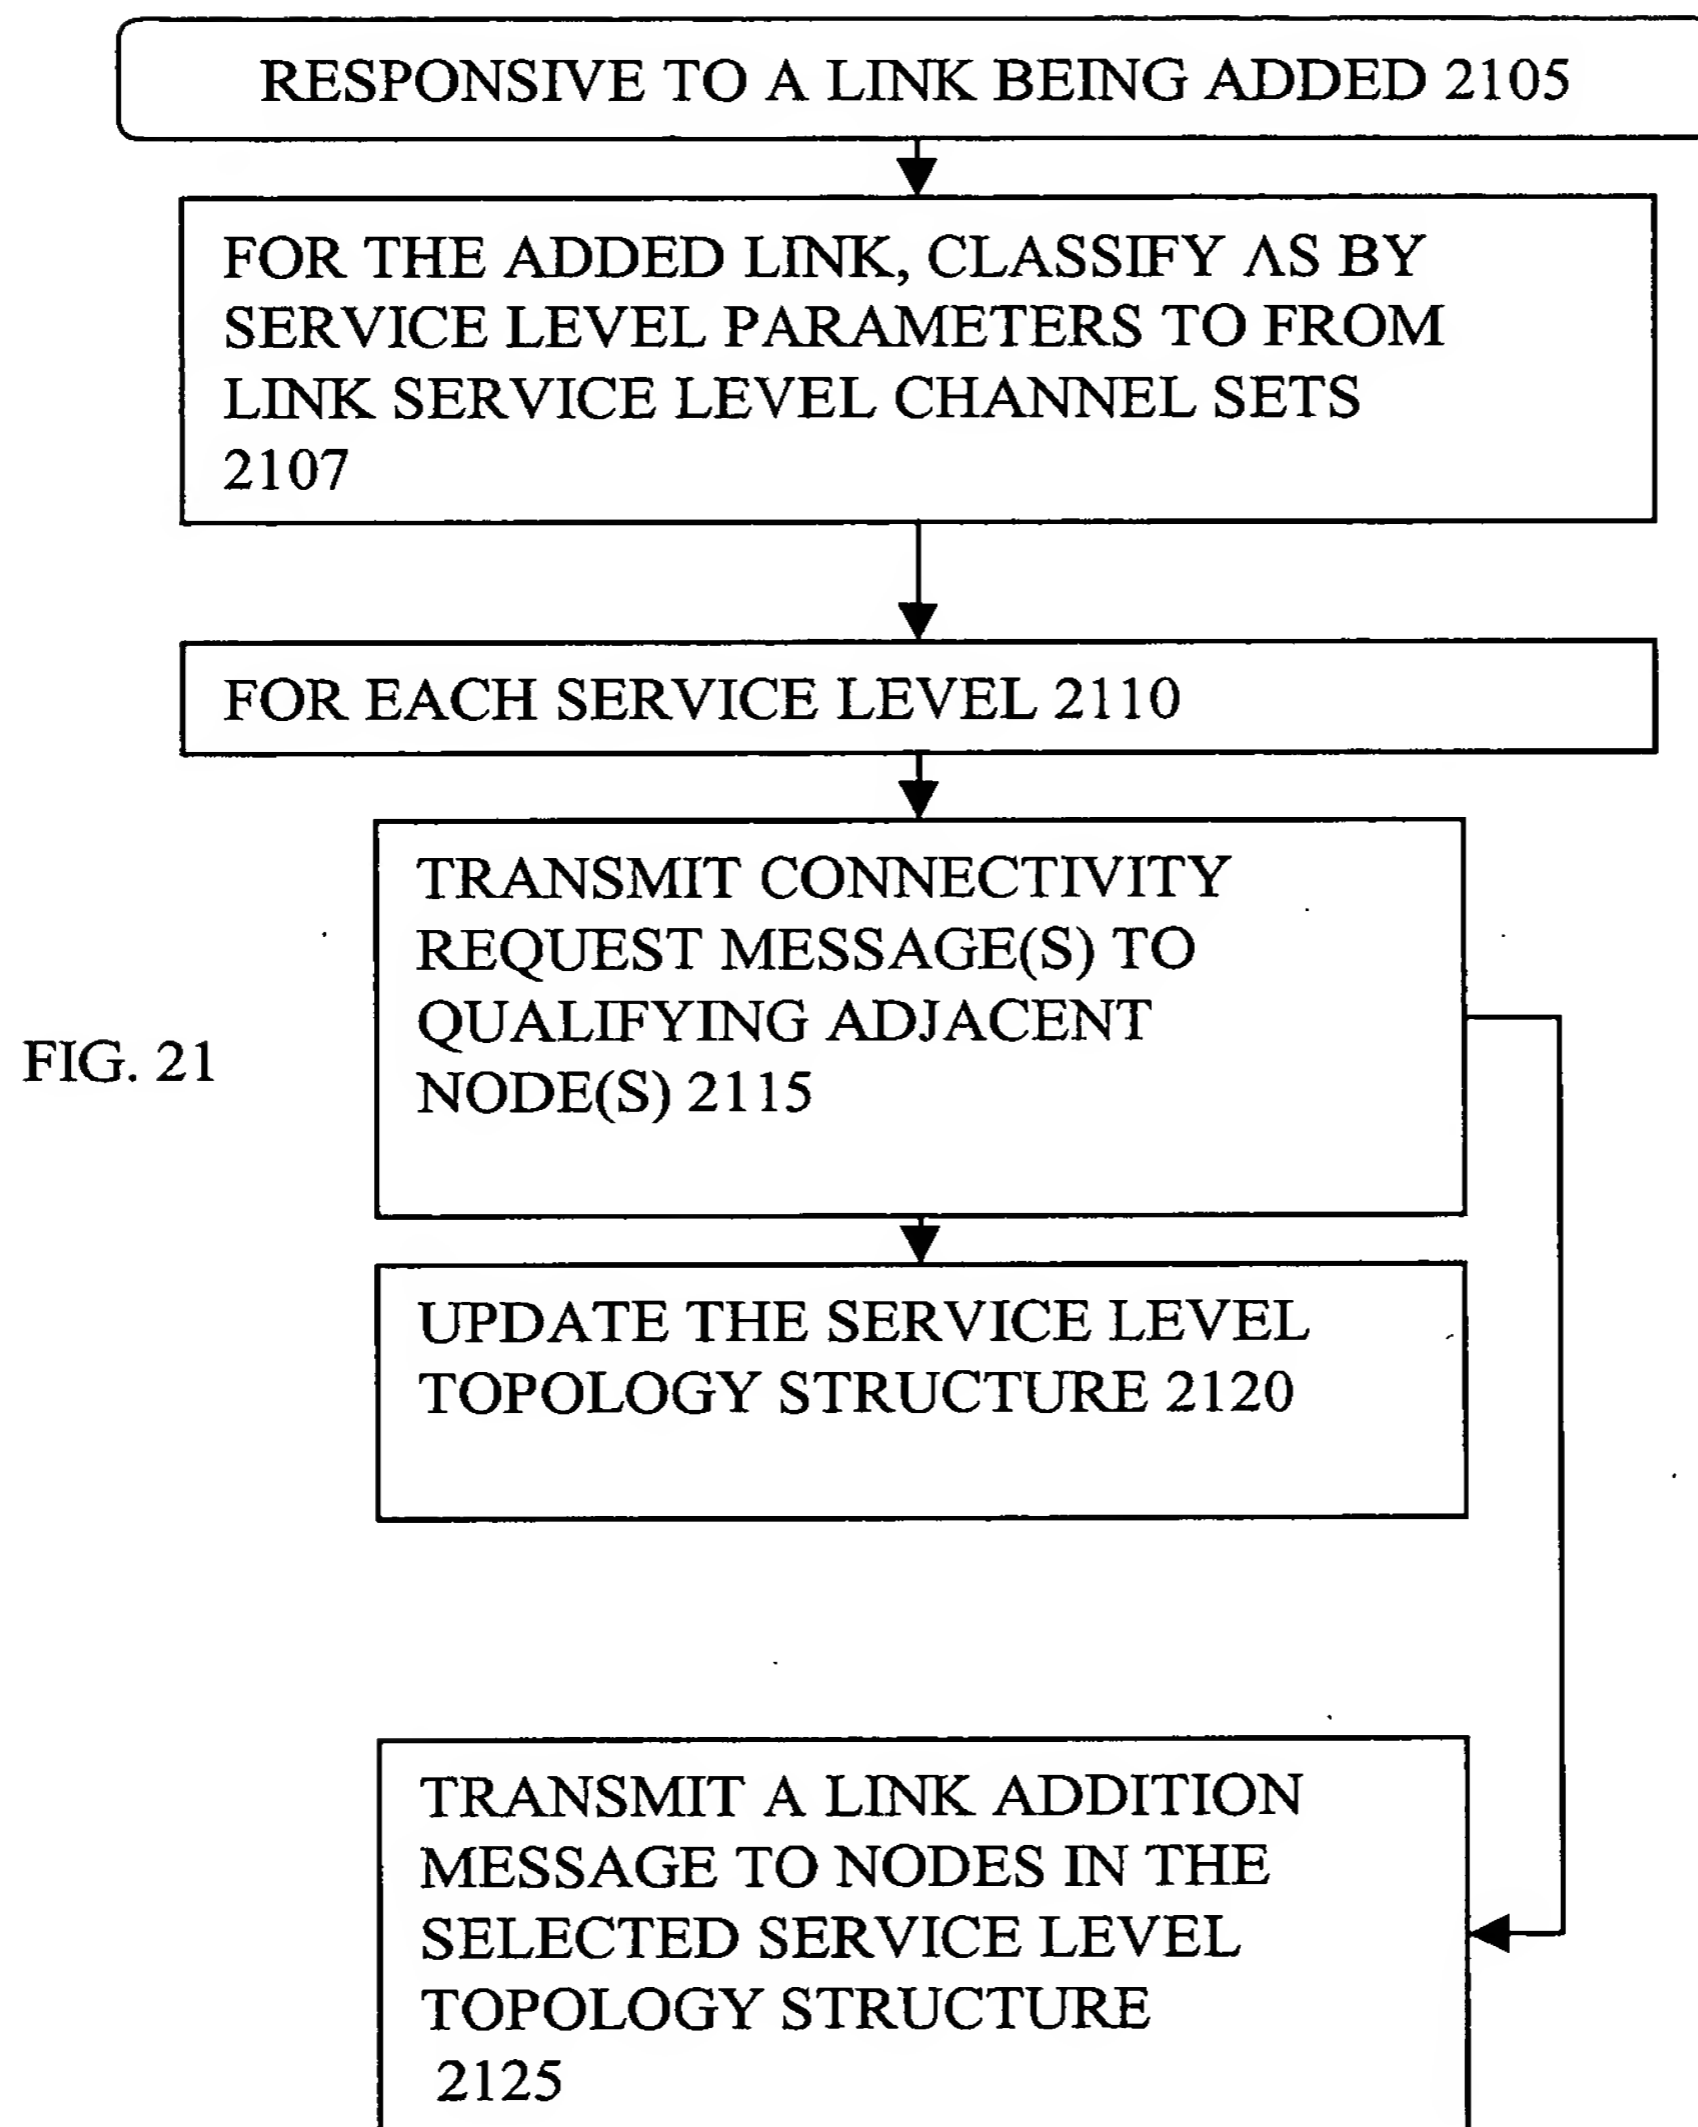 RESPONSIVE TO A LINK BEING ADDED 2105
FOR THE ADDED LINK, CLASSIFY ΛS BY
SERVICE LEVEL PARAMETERS TO FROM
LINK SERVICE LEVEL CHANNEL SETS
2107
FOR EACH SERVICE LEVEL 2110
TRANSMIT CONNECTIVITY
REQUEST MESSAGE(S) TO
QUALIFYING ADJACENT
NODE(S) 2115
FIG. 21
UPDATE THE SERVICE LEVEL
TOPOLOGY STRUCTURE 2120
TRANSMIT A LINK ADDITION
MESSAGE TO NODES IN THE
SELECTED SERVICE LEVEL
TOPOLOGY STRUCTURE
2125